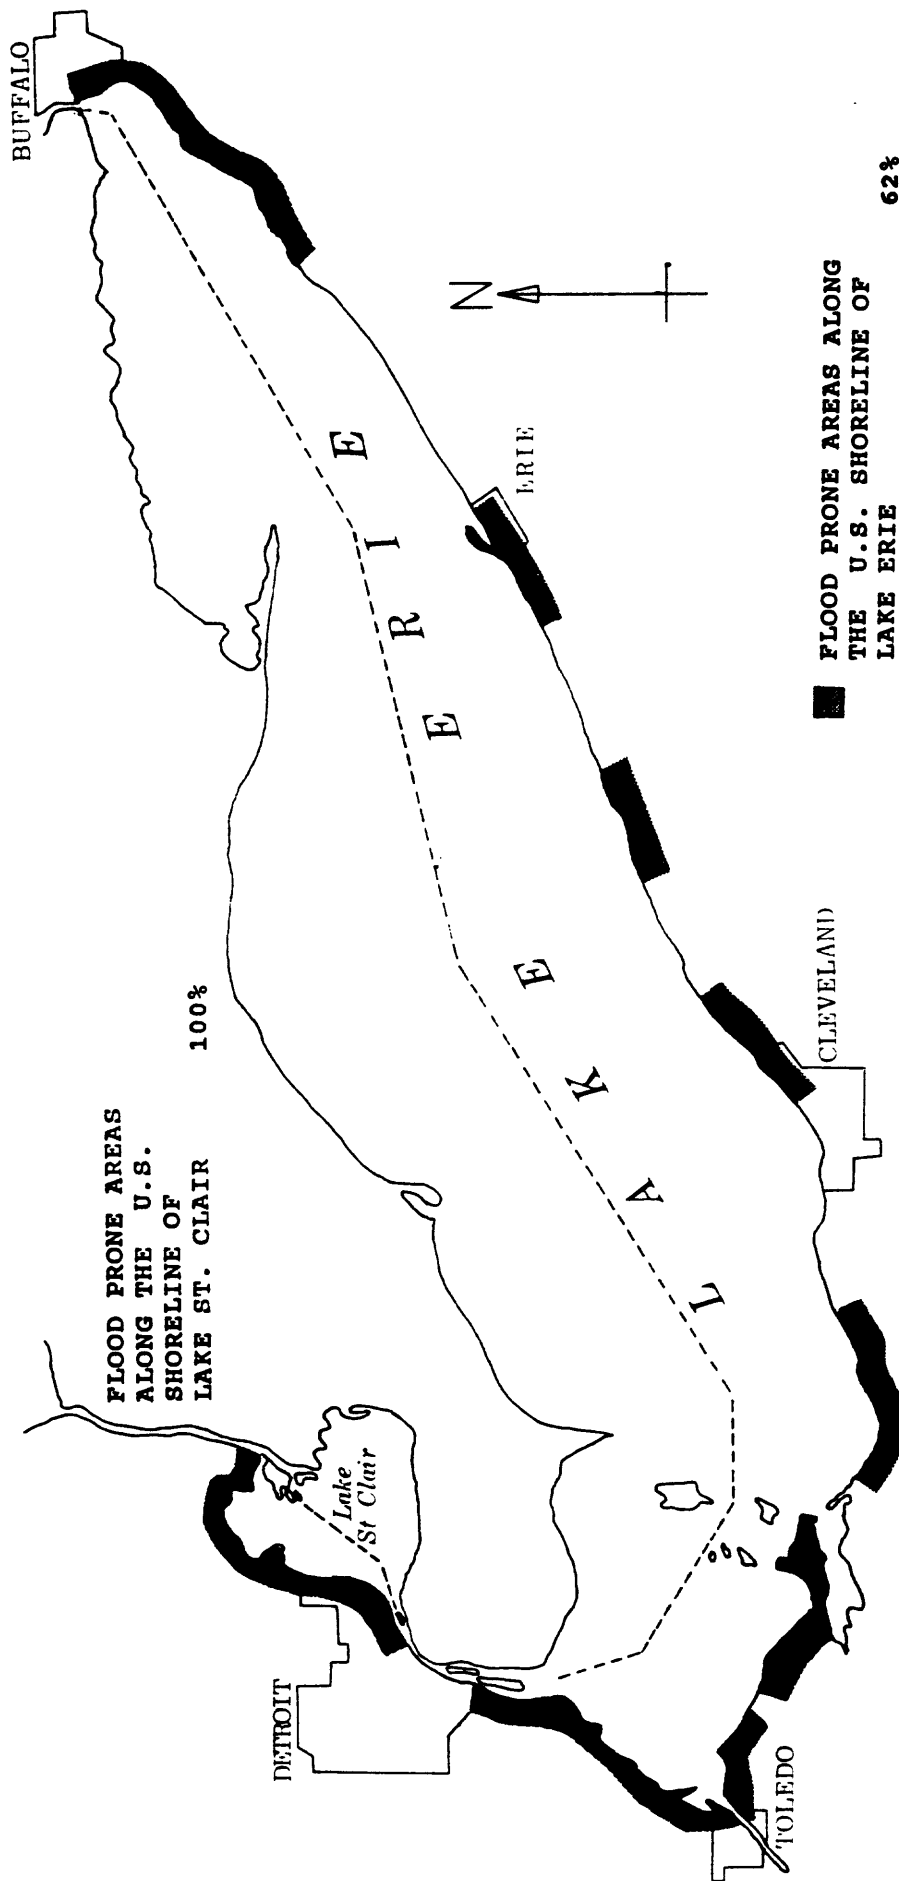 FLOOD PRONE AREAS
ALONG THE U.S.
SHORELINE OF
LAKE ST. CLAIR 100%
BUFFALO
DETROIT
Lake
St Clair
LAKE ERIE
N
ERIE
TOLEDO
CLEVELAND
FLOOD PRONE AREAS ALONG
THE U.S. SHORELINE OF
LAKE ERIE 62%